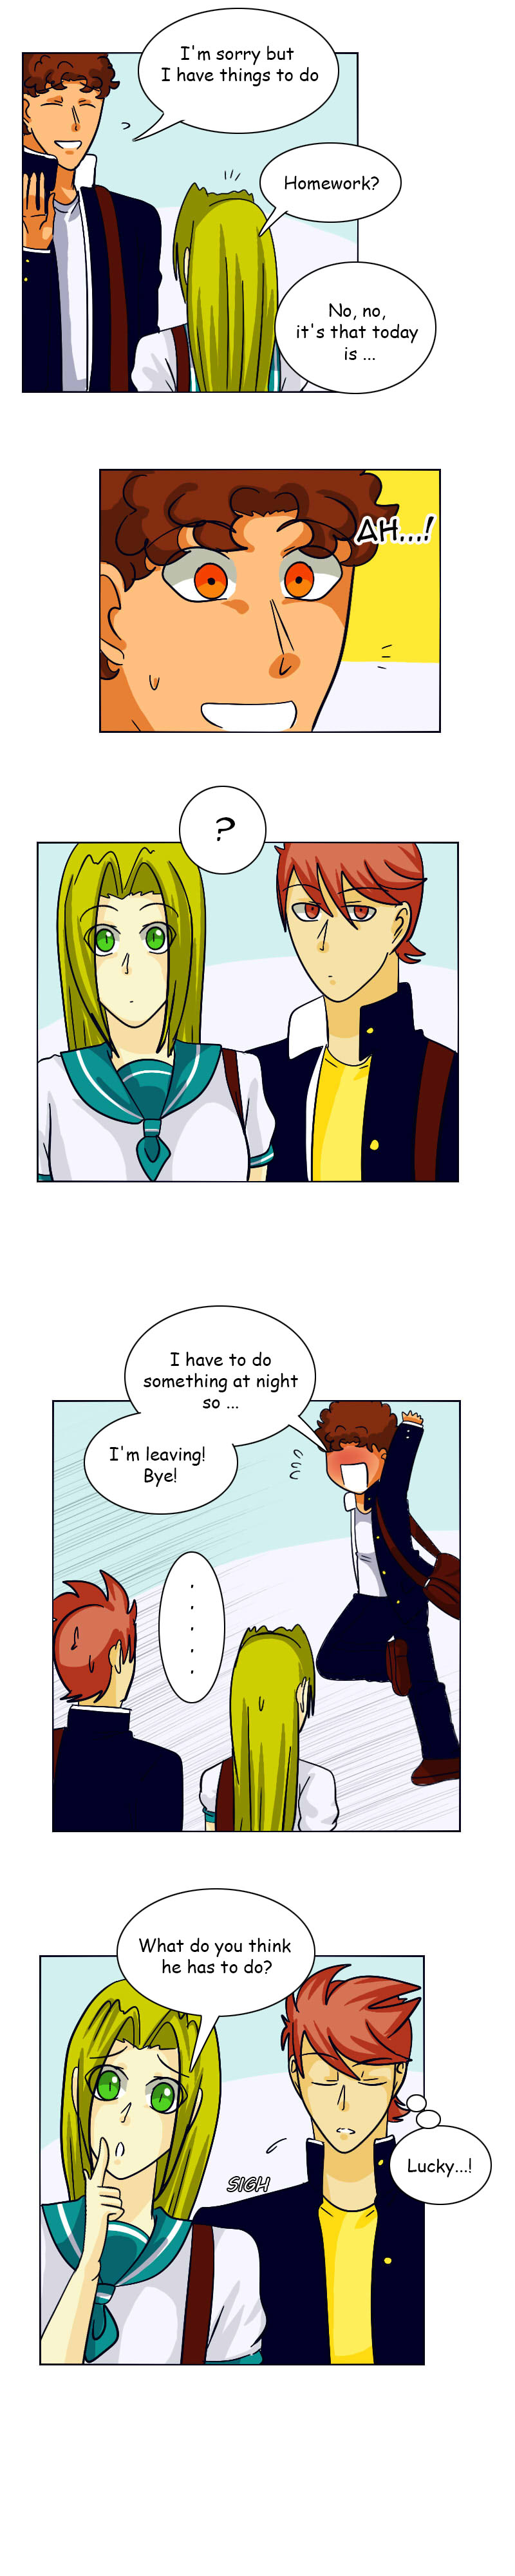 I'm sorry but
I have things to do
Homework?
No, no,
it's that today
is ...
AH...!
?
I have to do
something at night
so ...
I'm leaving!
Bye!
. . . . .
What do you think
he has to do?
SIGH
Lucky...!